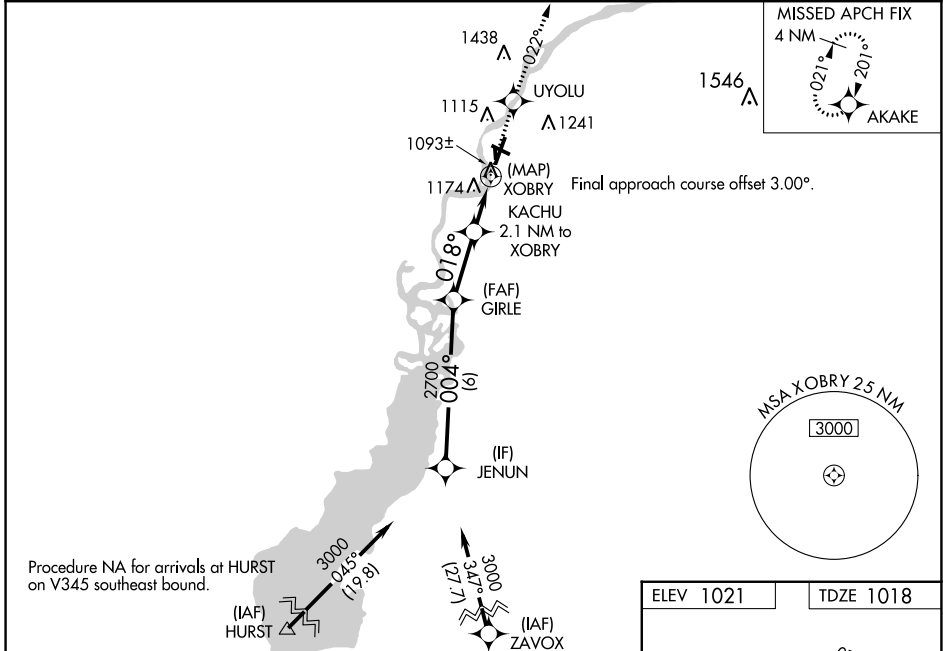 MISSED APCH FIX
4 NM
021°
201°
AKAKE
1438
022°
1546
UYOLU
1115
1241
1093±
(MAP)
XOBRY
Final approach course offset 3.00°.
1174
KACHU
2.1 NM to
XOBRY
018°
(FAF)
GIRLE
2700
004°
(6)
MSA XOBRY 25 NM
3000
(IF)
JENUN
Procedure NA for arrivals at HURST
on V345 southeast bound.
3000
045°
(19.8)
(IAF)
HURST
3000
347°
(27.7)
(IAF)
ZAVOX
ELEV 1021
TDZE 1018